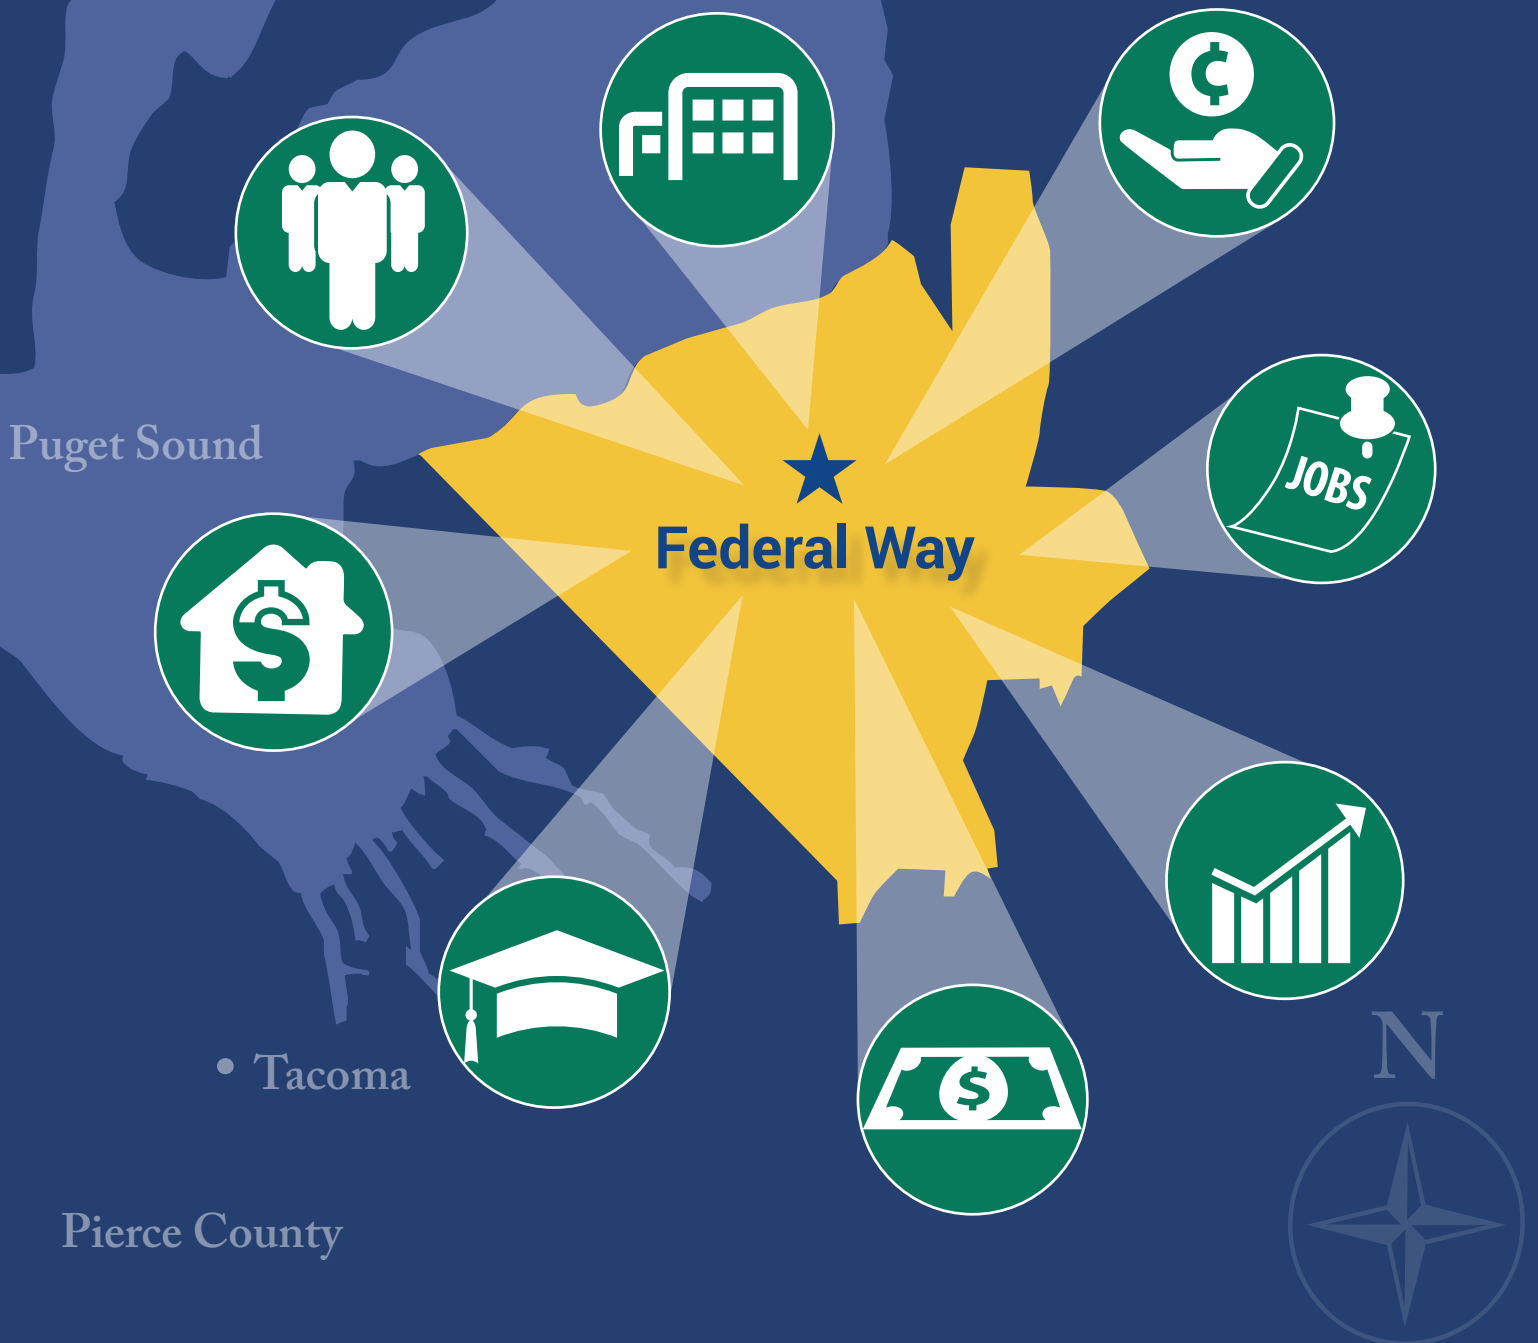 ¢
JOBS
Puget Sound
Federal Way
$
$
N
• Tacoma
Pierce County